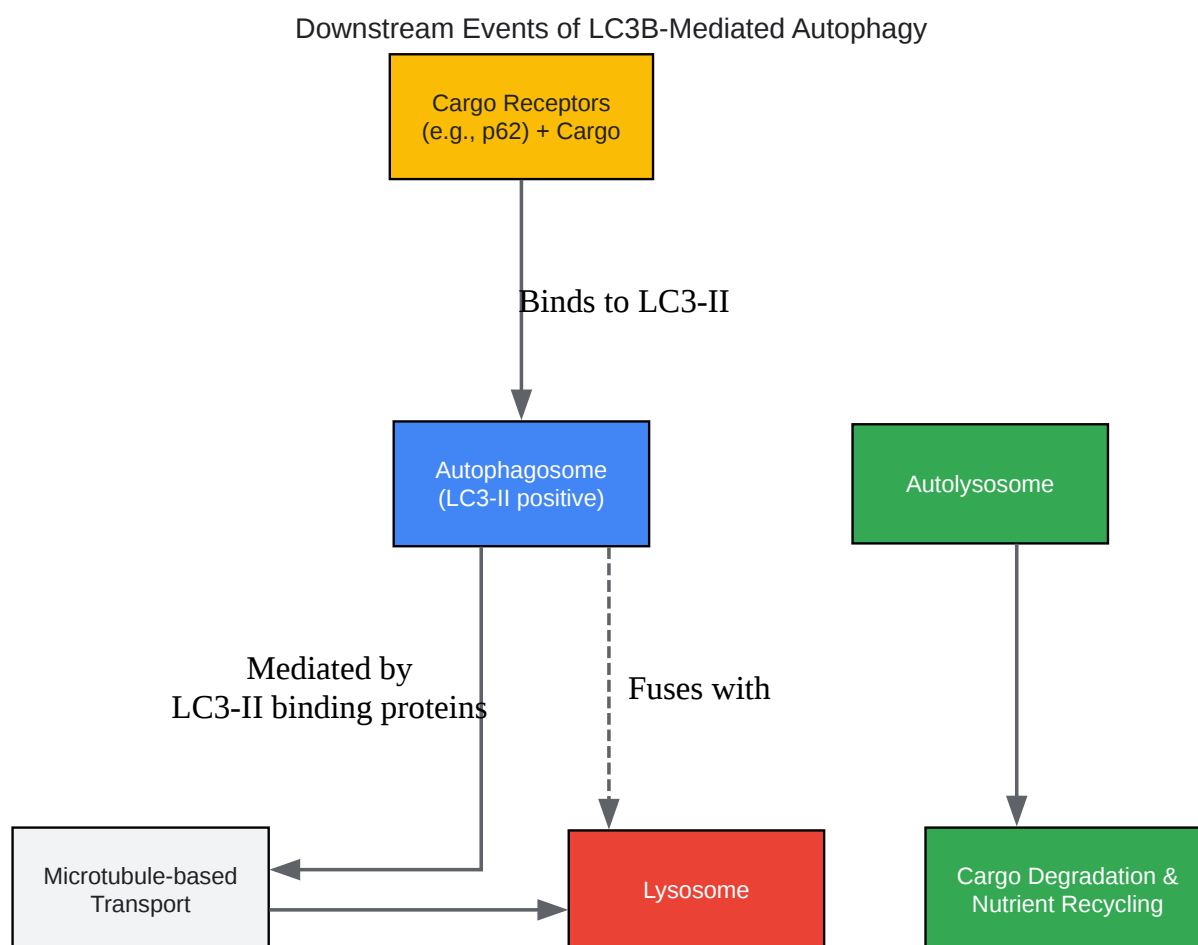 Downstream Events of LC3B-Mediated Autophagy
Cargo Receptors
(e.g., p62) + Cargo
Binds to LC3-II
Autophagosome
(LC3-II positive)
Autolysosome
Mediated by
LC3-II binding proteins
Fuses with
Microtubule-based
Transport
Lysosome
Cargo Degradation &
Nutrient Recycling